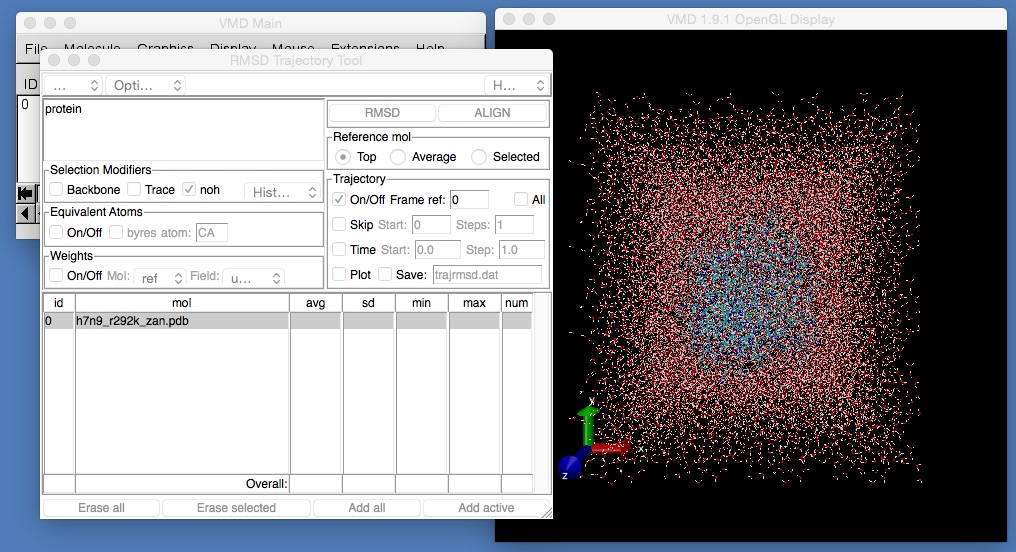 VMD Main
VMD 1.9.1 OpenGL Display
File Molecule Graphics Display Mouse Extensions Help
ID
0
RMSD Trajectory Tool
... Opti... H...
protein
RMSD ALIGN
Reference mol
Top Average Selected
Selection Modifiers
Backbone Trace noh Hist...
Trajectory
On/Off Frame ref: 0 All
Equivalent Atoms
On/Off byres atom: CA
Skip Start: 0 Steps: 1
Time Start: 0.0 Step: 1.0
Weights
On/Off Mol: ref Field: u...
Plot Save: trajrmsd.dat
id mol avg sd min max num
0 h7n9_r292k_zan.pdb
Overall:
Erase all Erase selected Add all Add active
Y
x
z